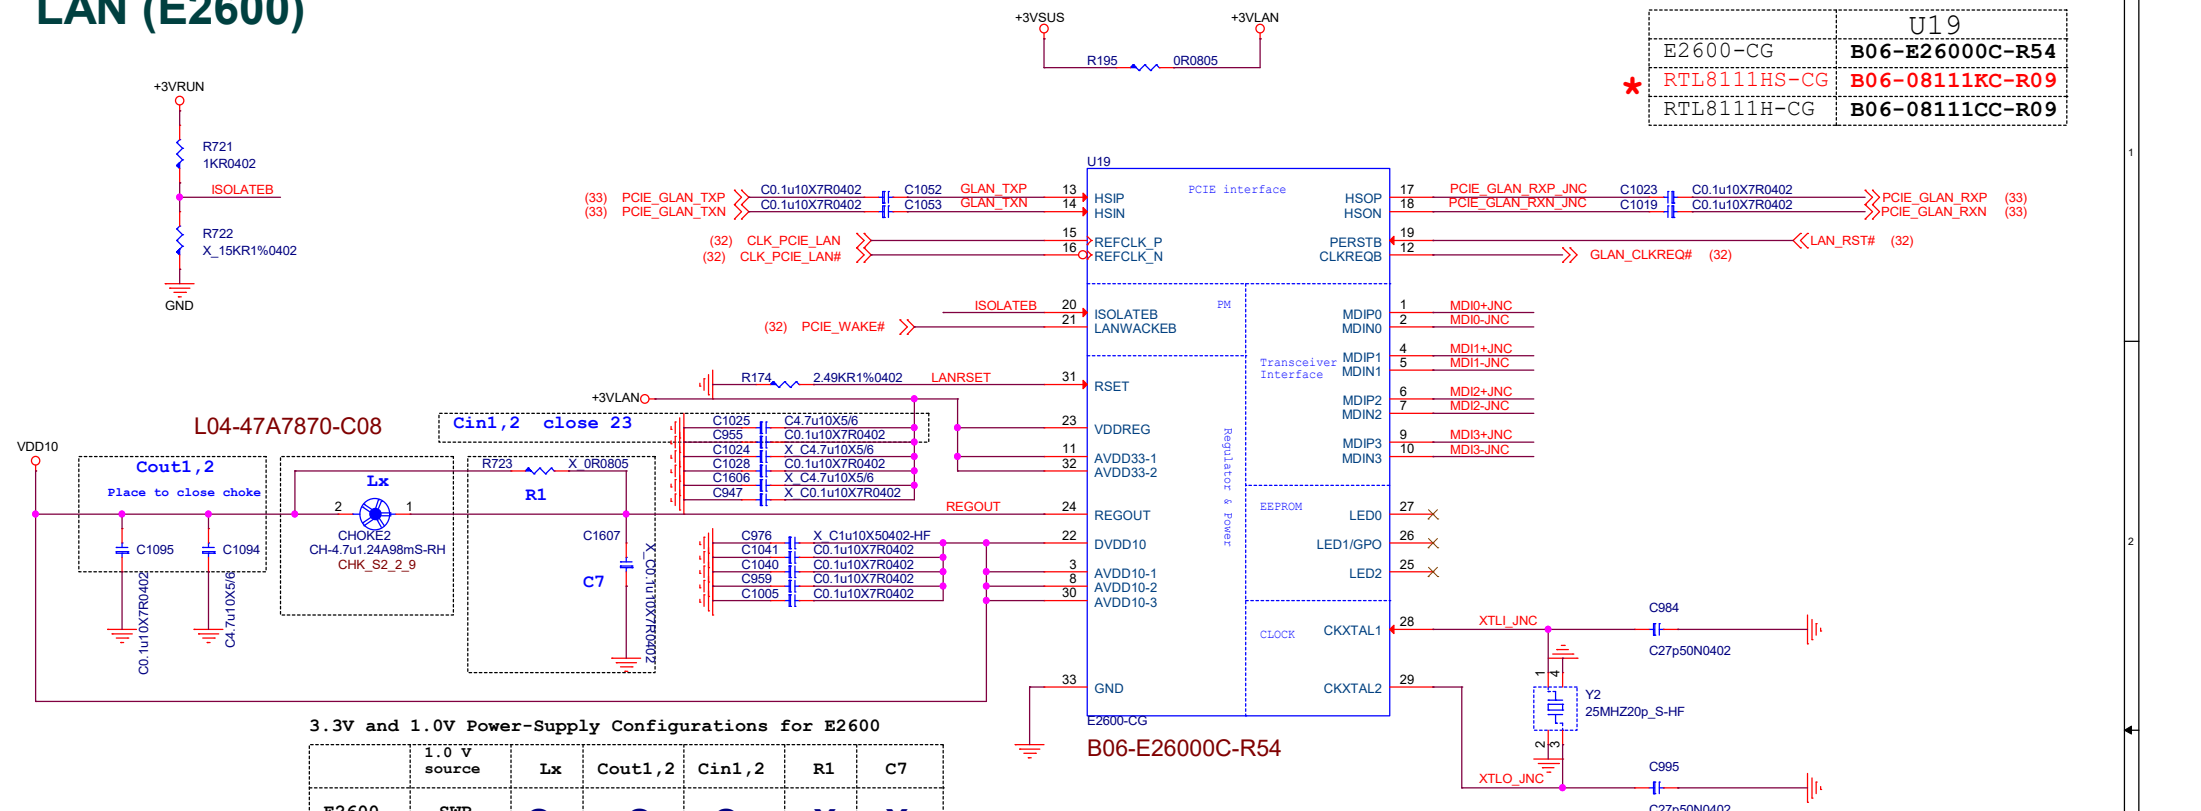 LAN (E2600)
+3VSUS
+3VLAN
R195 0R0805
U19
E2600-CG B06-E26000C-R54
* RTL8111HS-CG B06-08111KC-R09
RTL8111H-CG B06-08111CC-R09
+3VRUN
R721
1KR0402
ISOLATEB
R722
X_15KR1%0402
GND
U19
PCIE interface
(33) PCIE_GLAN_TXP C0.1u10X7R0402 C1052 GLAN_TXP 13 HSIP
(33) PCIE_GLAN_TXN C0.1u10X7R0402 C1053 GLAN_TXN 14 HSIN
(32) CLK_PCIE_LAN 15 REFCLK_P
(32) CLK_PCIE_LAN# 16 REFCLK_N
HSOP 17 PCIE_GLAN_RXP_JNC C1023 C0.1u10X7R0402 PCIE_GLAN_RXP (33)
HSON 18 PCIE_GLAN_RXN_JNC C1019 C0.1u10X7R0402 PCIE_GLAN_RXN (33)
PERSTB 19 LAN_RST# (32)
CLKREQB 12 GLAN_CLKREQ# (32)
PM
ISOLATEB 20 ISOLATEB
(32) PCIE_WAKE# 21 LANWACKEB
Transceiver
Interface
MDIP0 1 MDI0+JNC
MDIN0 2 MDI0-JNC
MDIP1 4 MDI1+JNC
MDIN1 5 MDI1-JNC
MDIP2 6 MDI2+JNC
MDIN2 7 MDI2-JNC
MDIP3 9 MDI3+JNC
MDIN3 10 MDI3-JNC
R174 2.49KR1%0402 LANRSET 31 RSET
+3VLAN
Cin1,2 close 23
C1025 C4.7u10X5/6
C955 C0.1u10X7R0402
C1024 X_C4.7u10X5/6
C1028 C0.1u10X7R0402
C1606 X_C4.7u10X5/6
C947 X_C0.1u10X7R0402
23 VDDREG
11 AVDD33-1
32 AVDD33-2
Regulator & Power
REGOUT 24 REGOUT
C976 X_C1u10X50402-HF 22 DVDD10
C1041 C0.1u10X7R0402
C1040 C0.1u10X7R0402 3 AVDD10-1
C959 C0.1u10X7R0402 8 AVDD10-2
C1005 C0.1u10X7R0402 30 AVDD10-3
EEPROM
LED0 27
LED1/GPO 26
LED2 25
CLOCK
CKXTAL1 28 XTLI_JNC
CKXTAL2 29
C984
C27p50N0402
1 4
Y2
25MHZ20p_S-HF
2 3
XTLO_JNC
C995
C27p50N0402
33 GND
E2600-CG
B06-E26000C-R54
L04-47A7870-C08
VDD10
Cout1,2
Place to close choke
C1095
C0.1u10X7R0402
C1094
C4.7u10X5/6
Lx
2 1
CHOKE2
CH-4.7u1.24A98mS-RH
CHK_S2_2_9
R723 X_0R0805
R1
C1607
X_C0.1u10X7R0402
C7
3.3V and 1.0V Power-Supply Configurations for E2600
1.0 V
source Lx Cout1,2 Cin1,2 R1 C7
E2600 SWR